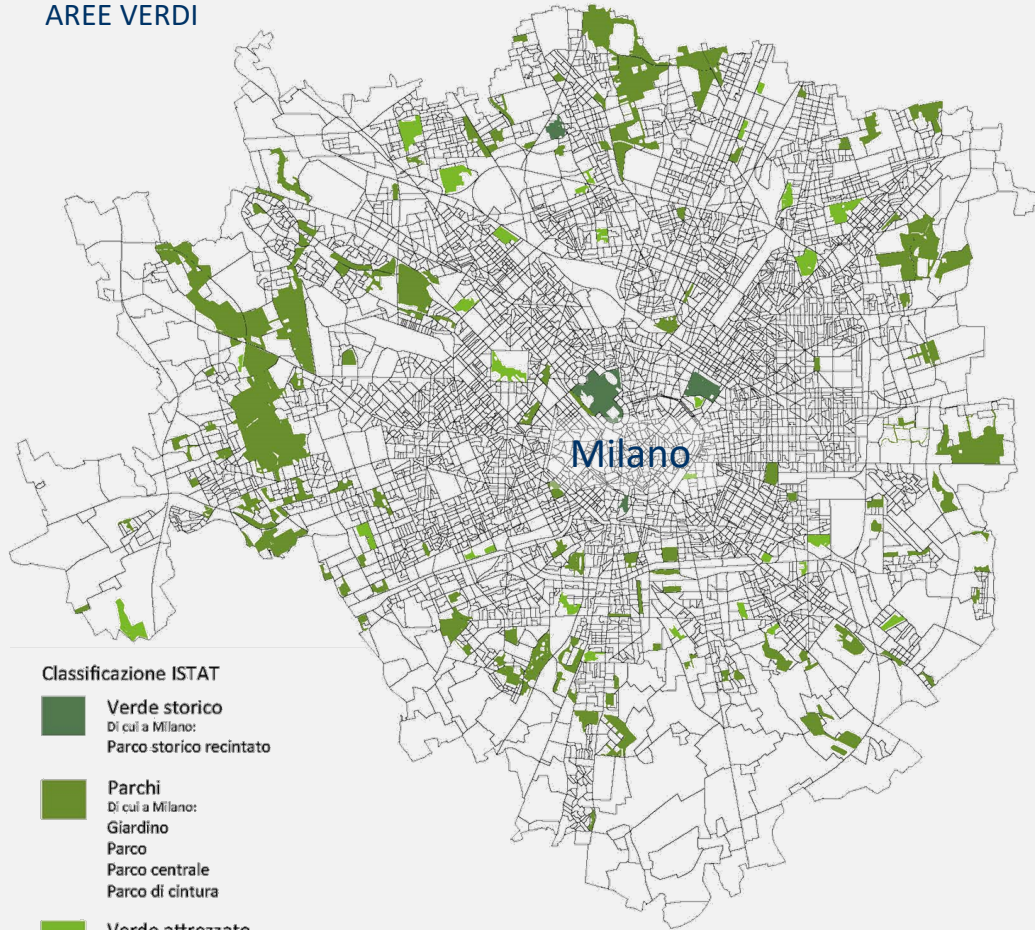 AREE VERDI
Milano
Classificazione ISTAT
Verde storico
Di cui a Milano:
Parco storico recintato
Parchi
Di cui a Milano:
Giardino
Parco
Parco centrale
Parco di cintura
Verde attrezzato